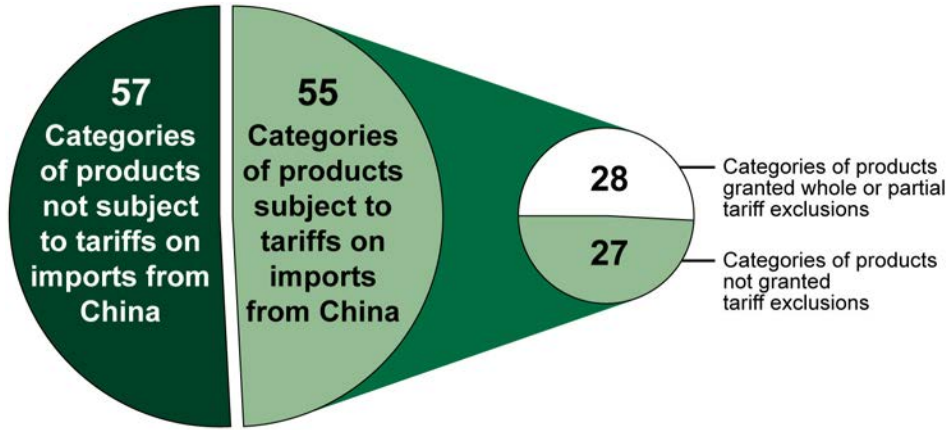 57
Categories
of products
not subject
to tariffs on
imports from
China
55
Categories
of products
subject to
tariffs on
imports
from China
28
Categories of products
granted whole or partial
tariff exclusions
27
Categories of products
not granted
tariff exclusions